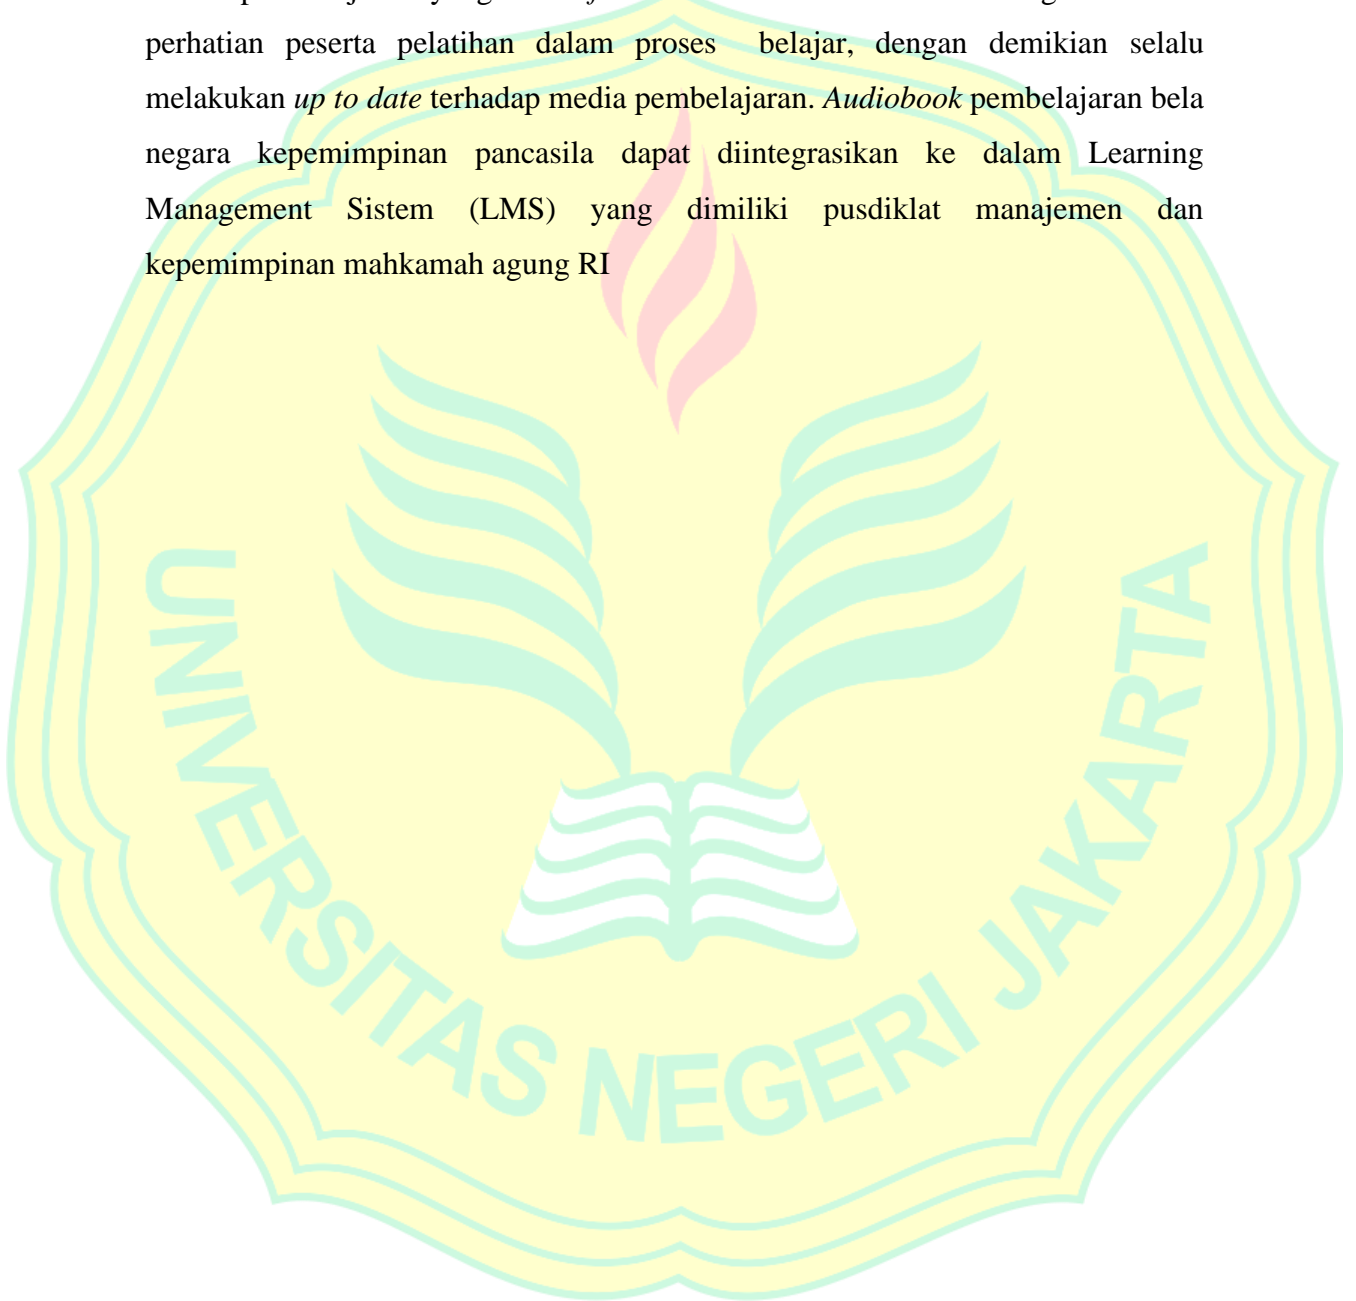 perhatian peserta pelatihan dalam proses belajar, dengan demikian selalu
melakukan up to date terhadap media pembelajaran. Audiobook pembelajaran bela
negara kepemimpinan pancasila dapat diintegrasikan ke dalam Learning
Management Sistem (LMS) yang dimiliki pusdiklat manajemen dan
kepemimpinan mahkamah agung RI
UNIVERSITAS NEGERI JAKARTA